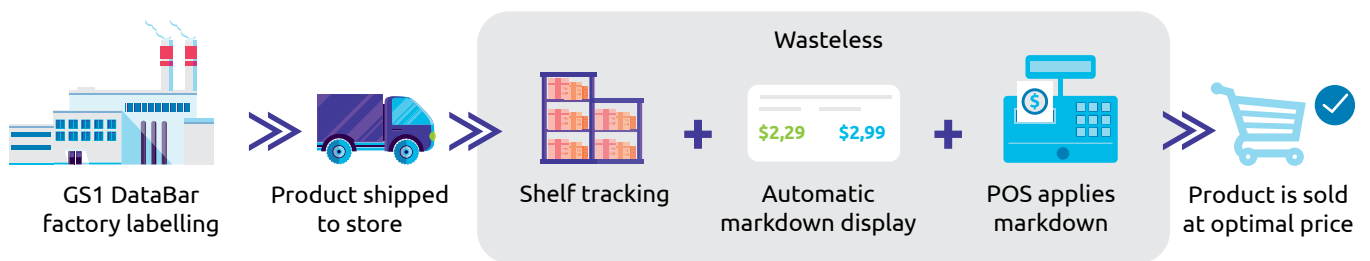 Wasteless
$2,29 $2,99
$
GS1 DataBar
factory labelling
Product shipped
to store
Shelf tracking
Automatic
markdown display
POS applies
markdown
Product is sold
at optimal price